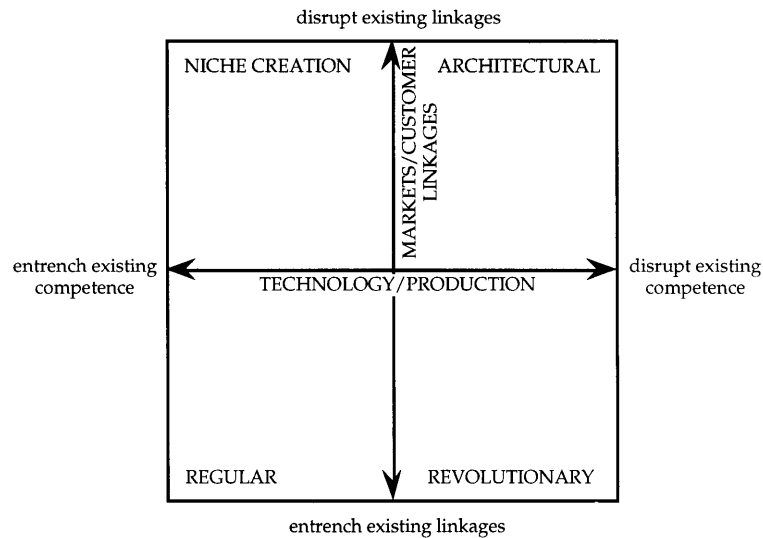 disrupt existing linkages
NICHE CREATION
ARCHITECTURAL
MARKETS/CUSTOMER
LINKAGES
entrench existing
competence
TECHNOLOGY/PRODUCTION
disrupt existing
competence
REGULAR
REVOLUTIONARY
entrench existing linkages